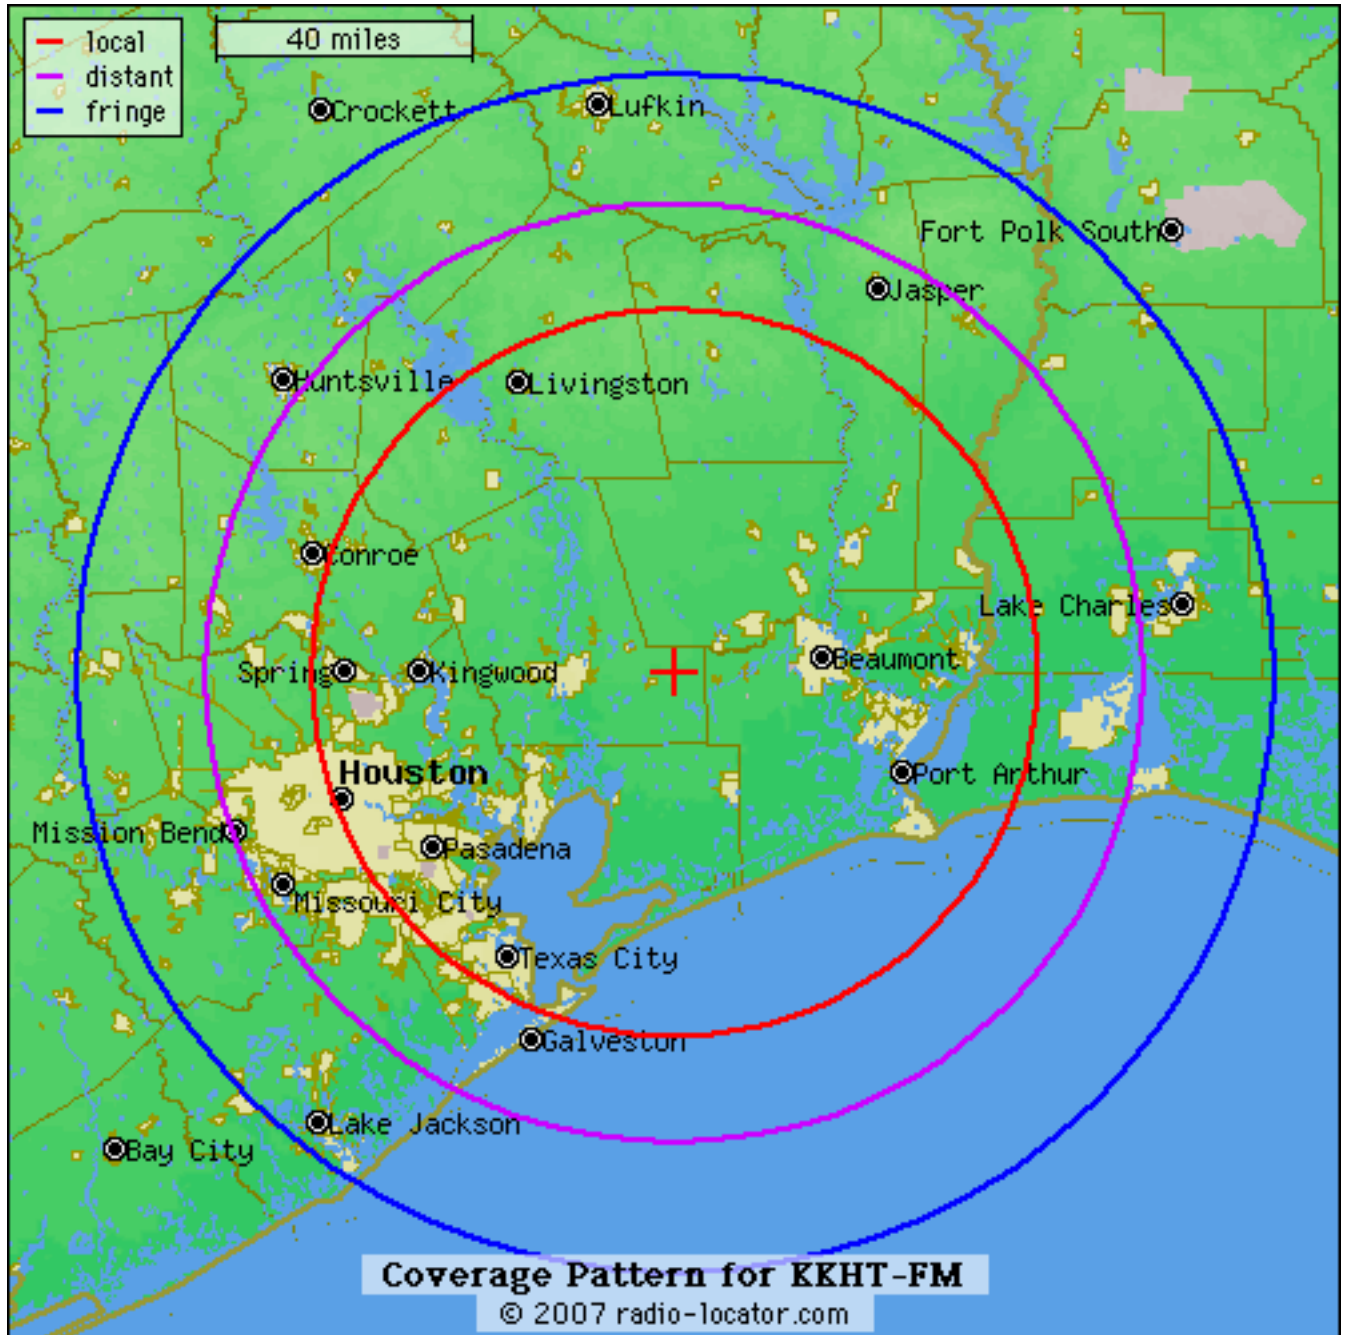 local
40 miles
distant
fringe
Crockett
Lufkin
Fort Polk South
Jasper
Huntsville
Livingston
Conroe
Lake Charles
Spring
Kingwood
Beaumont
Houston
Port Arthur
Mission Bend
Pasadena
Missouri City
Texas City
Galveston
Lake Jackson
Bay City
Coverage Pattern for KKHT-FM
© 2007 radio-locator.com